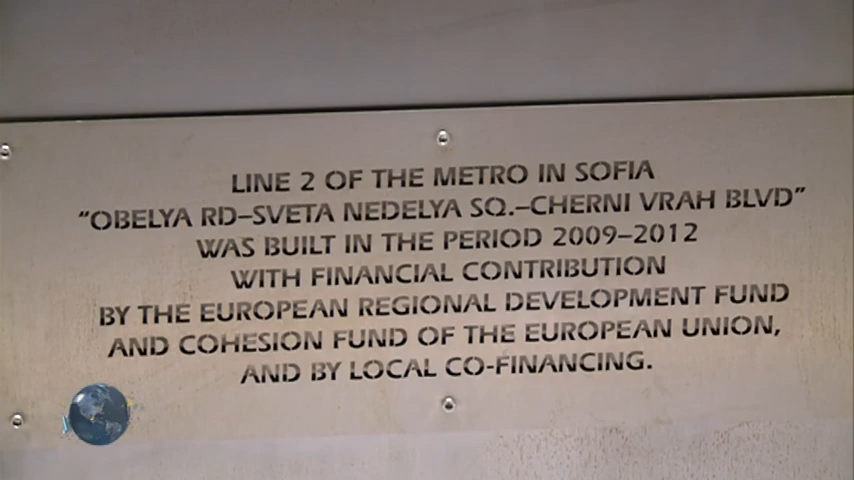 LINE 2 OF THE METRO IN SOFIA
“OBELYA RD–SVETA NEDELYA SQ.–CHERNI VRAH BLVD”
WAS BUILT IN THE PERIOD 2009–2012
WITH FINANCIAL CONTRIBUTION
BY THE EUROPEAN REGIONAL DEVELOPMENT FUND
AND COHESION FUND OF THE EUROPEAN UNION,
AND BY LOCAL CO-FINANCING.